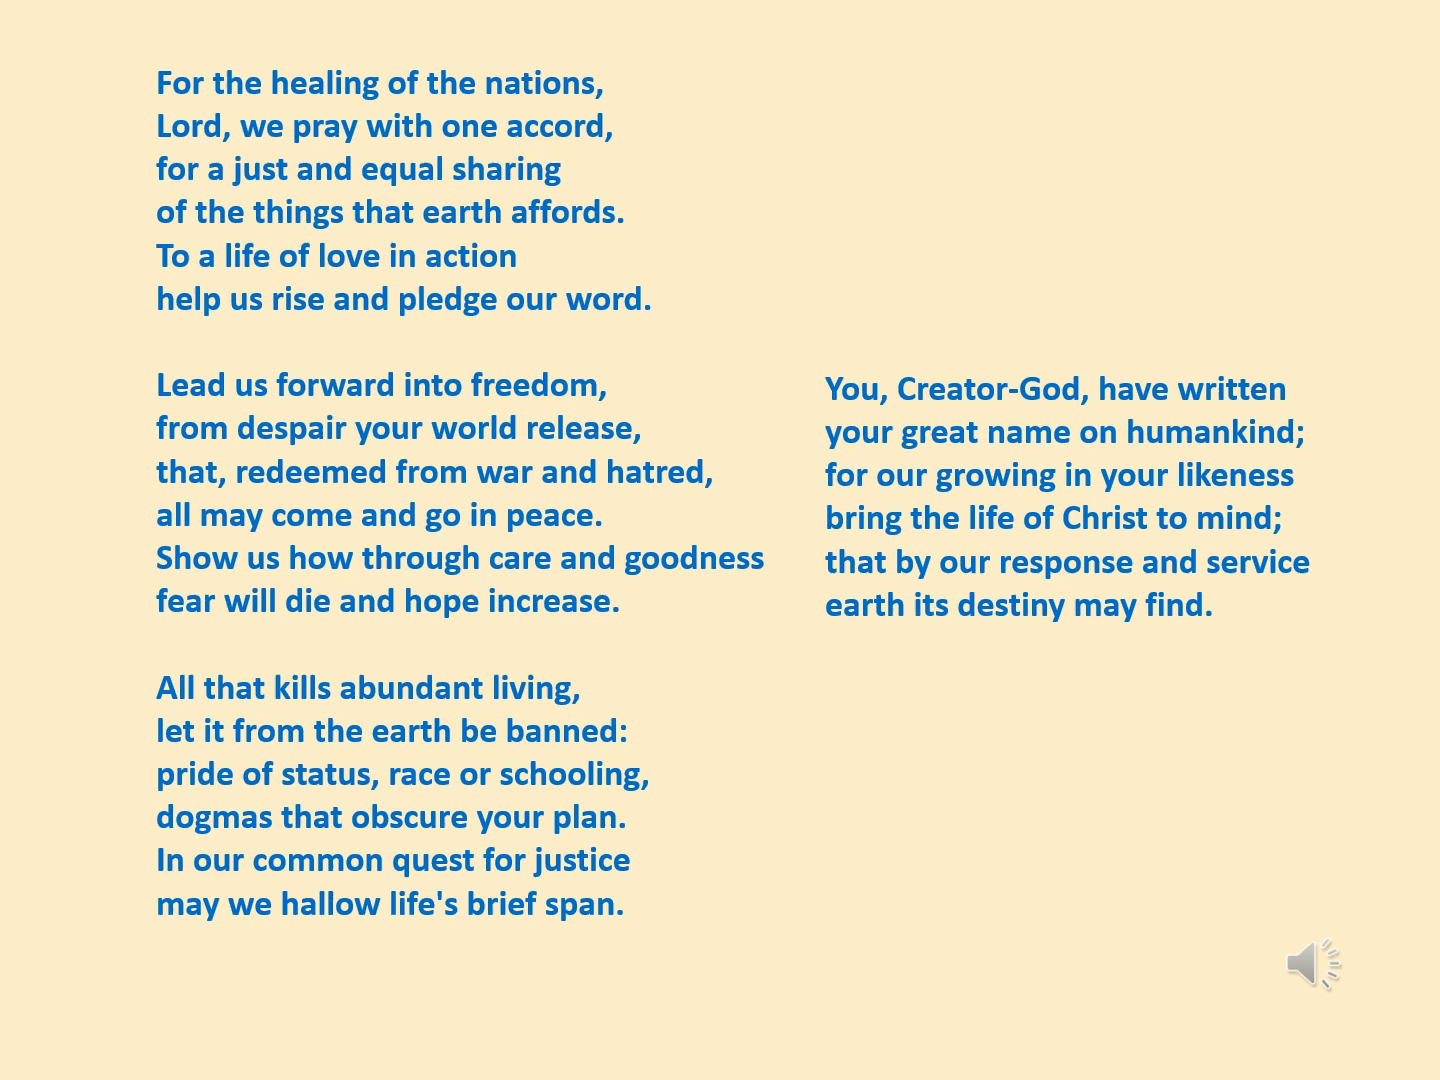 For the healing of the nations,
Lord, we pray with one accord,
for a just and equal sharing
of the things that earth affords.
To a life of love in action
help us rise and pledge our word.

Lead us forward into freedom,
from despair your world release,
that, redeemed from war and hatred,
all may come and go in peace.
Show us how through care and goodness
fear will die and hope increase.

All that kills abundant living,
let it from the earth be banned:
pride of status, race or schooling,
dogmas that obscure your plan.
In our common quest for justice
may we hallow life's brief span.

You, Creator-God, have written
your great name on humankind;
for our growing in your likeness
bring the life of Christ to mind;
that by our response and service
earth its destiny may find.